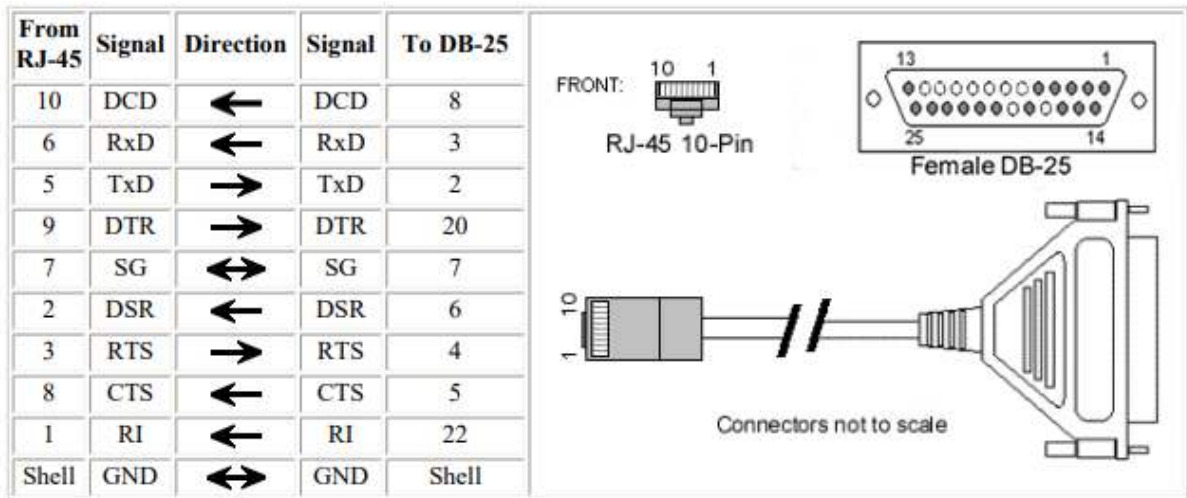 From RJ-45 Signal Direction Signal To DB-25
10 DCD ← DCD 8
6 RxD ← RxD 3
5 TxD → TxD 2
9 DTR → DTR 20
7 SG ↔ SG 7
2 DSR ← DSR 6
3 RTS → RTS 4
8 CTS ← CTS 5
1 RI ← RI 22
Shell GND ↔ GND Shell
FRONT:
10 1
RJ-45 10-Pin
13 1
25 14
Female DB-25
10
1
Connectors not to scale